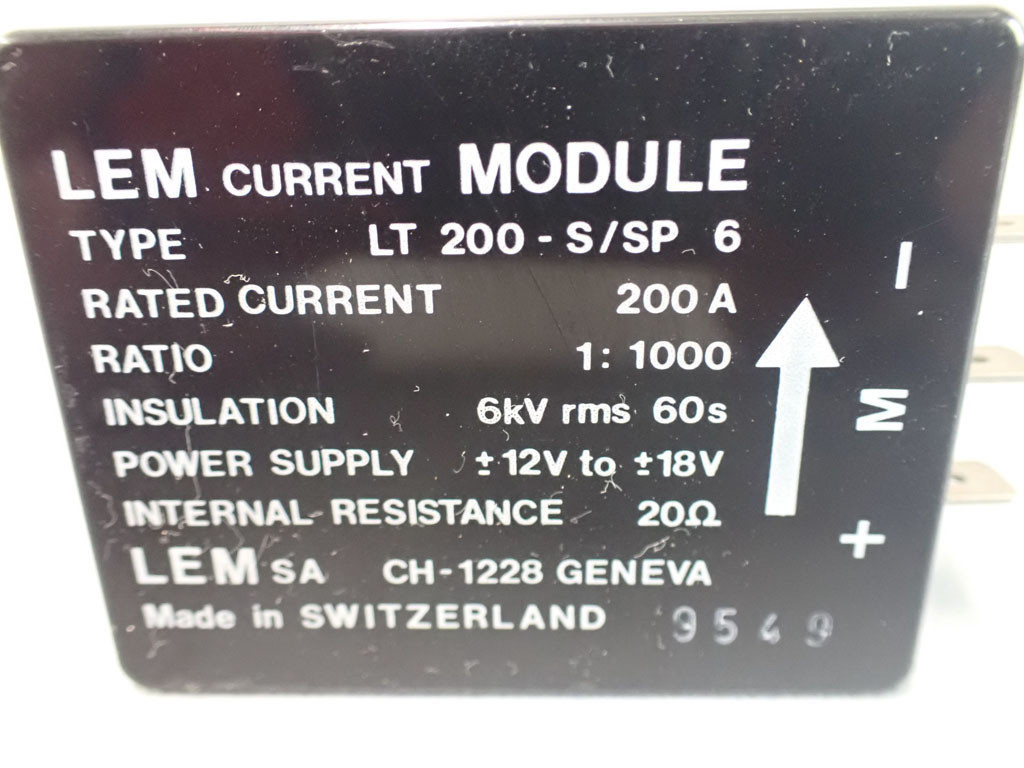 LEM CURRENT MODULE
TYPE LT 200 - S/SP 6
RATED CURRENT 200 A
RATIO 1: 1000
INSULATION 6kV rms 60s
POWER SUPPLY ±12V to ±18V
INTERNAL RESISTANCE 20Ω
LEM SA CH-1228 GENEVA
Made in SWITZERLAND 9549
–
M
+